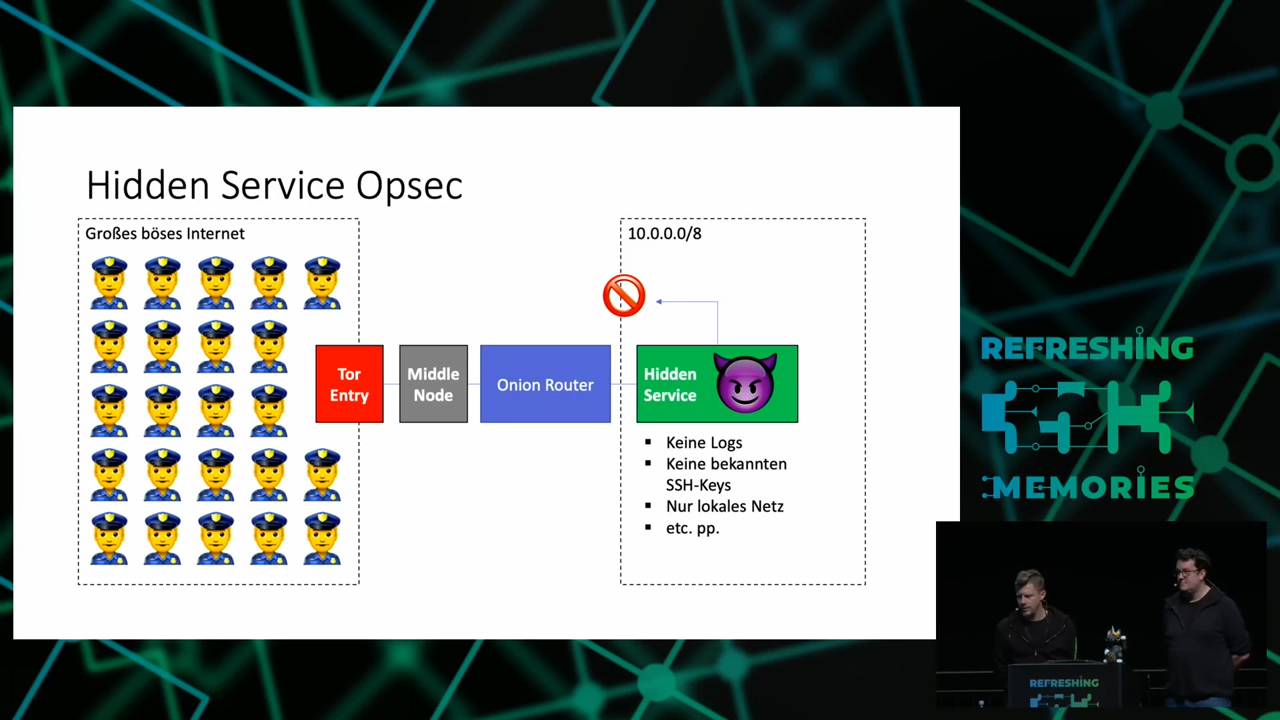 Hidden Service Opsec
Großes böses Internet
10.0.0.0/8
Tor
Entry
Middle
Node
Onion Router
Hidden
Service
▪ Keine Logs
▪ Keine bekannten
SSH-Keys
▪ Nur lokales Netz
▪ etc. pp.
REFRESHING
GPN
MEMORIES
REFRESHING